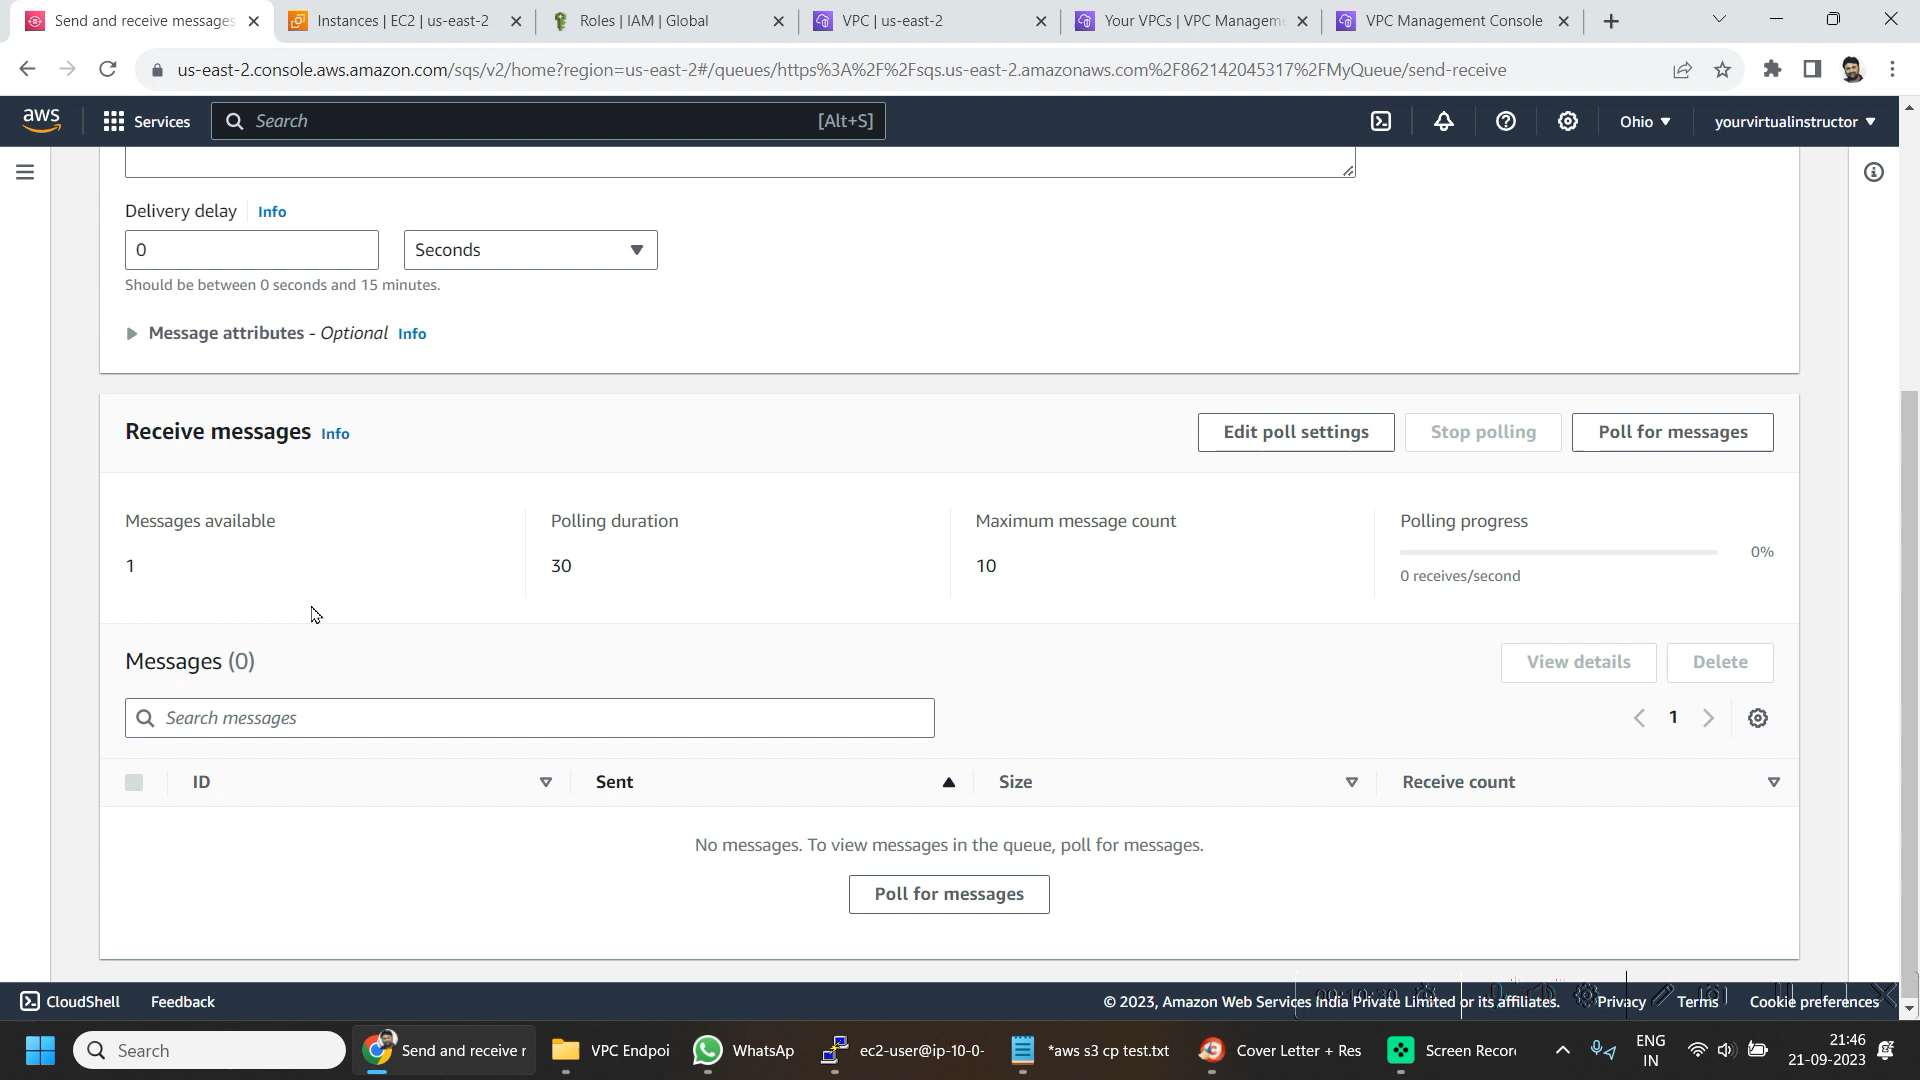 Send and receive messages
Instances | EC2 | us-east-2
Roles | IAM | Global
VPC | us-east-2
Your VPCs | VPC Manageme
VPC Management Console
us-east-2.console.aws.amazon.com/sqs/v2/home?region=us-east-2#/queues/https%3A%2F%2Fsqs.us-east-2.amazonaws.com%2F862142045317%2FMyQueue/send-receive
aws
Services
Search
[Alt+S]
Ohio
yourvirtualinstructor
Delivery delay
Info
0
Seconds
Should be between 0 seconds and 15 minutes.
Message attributes - Optional Info
Receive messages Info
Edit poll settings
Stop polling
Poll for messages
Messages available
1
Polling duration
30
Maximum message count
10
Polling progress
0%
0 receives/second
Messages (0)
View details
Delete
Search messages
1
ID
Sent
Size
Receive count
No messages. To view messages in the queue, poll for messages.
Poll for messages
CloudShell
Feedback
© 2023, Amazon Web Services India Private Limited or its affiliates.
Privacy
Terms
Cookie preferences
Search
Send and receive r
VPC Endpoi
WhatsAp
ec2-user@ip-10-0-
*aws s3 cp test.txt
Cover Letter + Res
Screen Recor
ENG
IN
21:46
21-09-2023